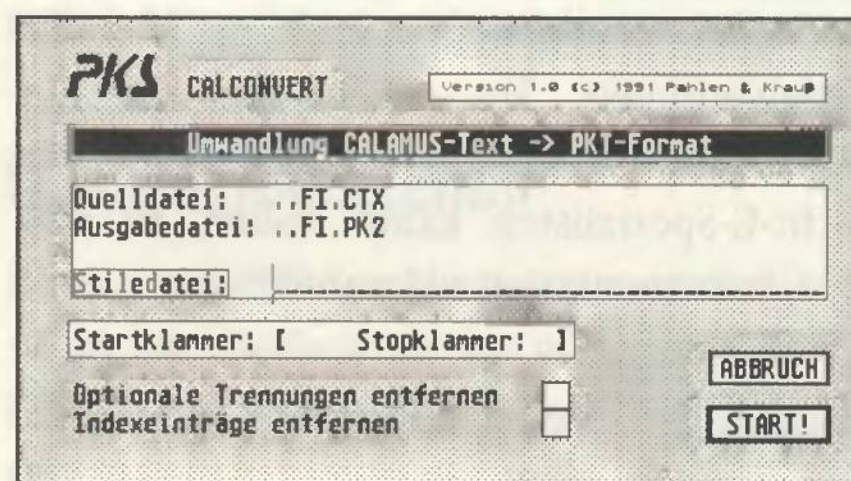 PKS CALCONVERT
Version 1.0 (c) 1991 Pahlen & Krauß
Umwandlung CALAMUS-Text -> PKT-Format
Quelldatei: ..FI.CTX
Ausgabedatei: ..FI.PK2
Stiledatei:
Startklammer: [ Stopklammer: ]
Optionale Trennungen entfernen
Indexeinträge entfernen
ABBRUCH
START!